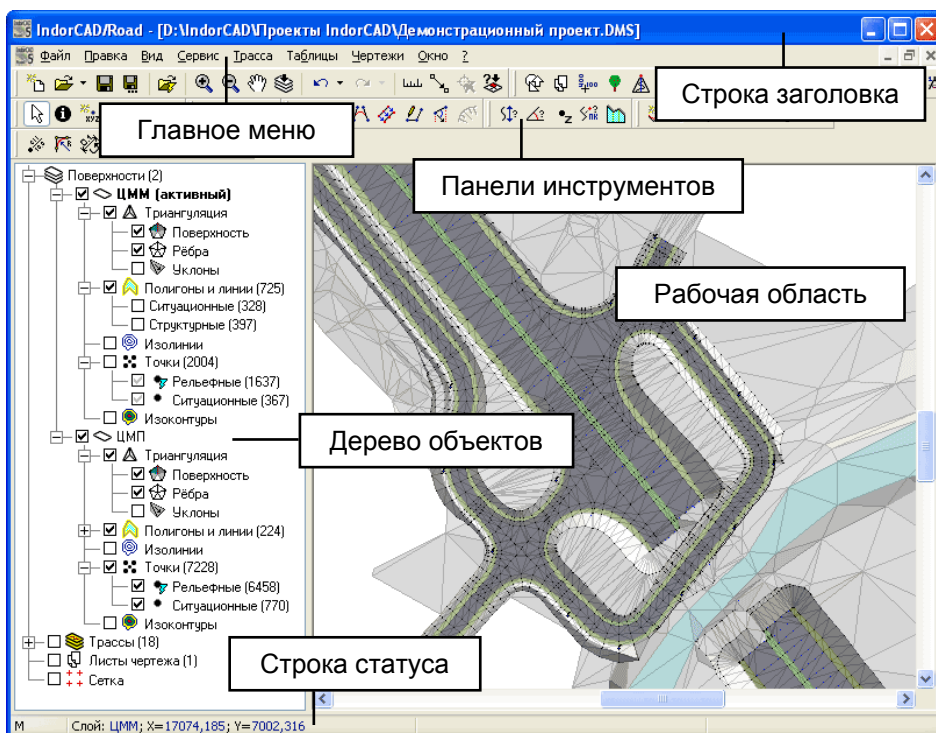 IndorCAD/Road - [D:\IndorCAD\Проекты IndorCAD\Демонстрационный проект.DMS]
Файл Правка Вид Сервис Трасса Таблицы Чертежи Окно ?
Строка заголовка
Главное меню
Панели инструментов
Поверхности (2)
ЦММ (активный)
Триангуляция
Поверхность
Рёбра
Уклоны
Полигоны и линии (725)
Ситуационные (328)
Структурные (397)
Изолинии
Точки (2004)
Рельефные (1637)
Ситуационные (367)
Изоконтуры
Рабочая область
ЦМП
Дерево объектов
Триангуляция
Поверхность
Рёбра
Уклоны
Полигоны и линии (224)
Изолинии
Точки (7228)
Рельефные (6458)
Ситуационные (770)
Изоконтуры
Трассы (18)
Листы чертежа (1)
Сетка
Строка статуса
М Слой: ЦММ; X=17074,185; Y=7002,316